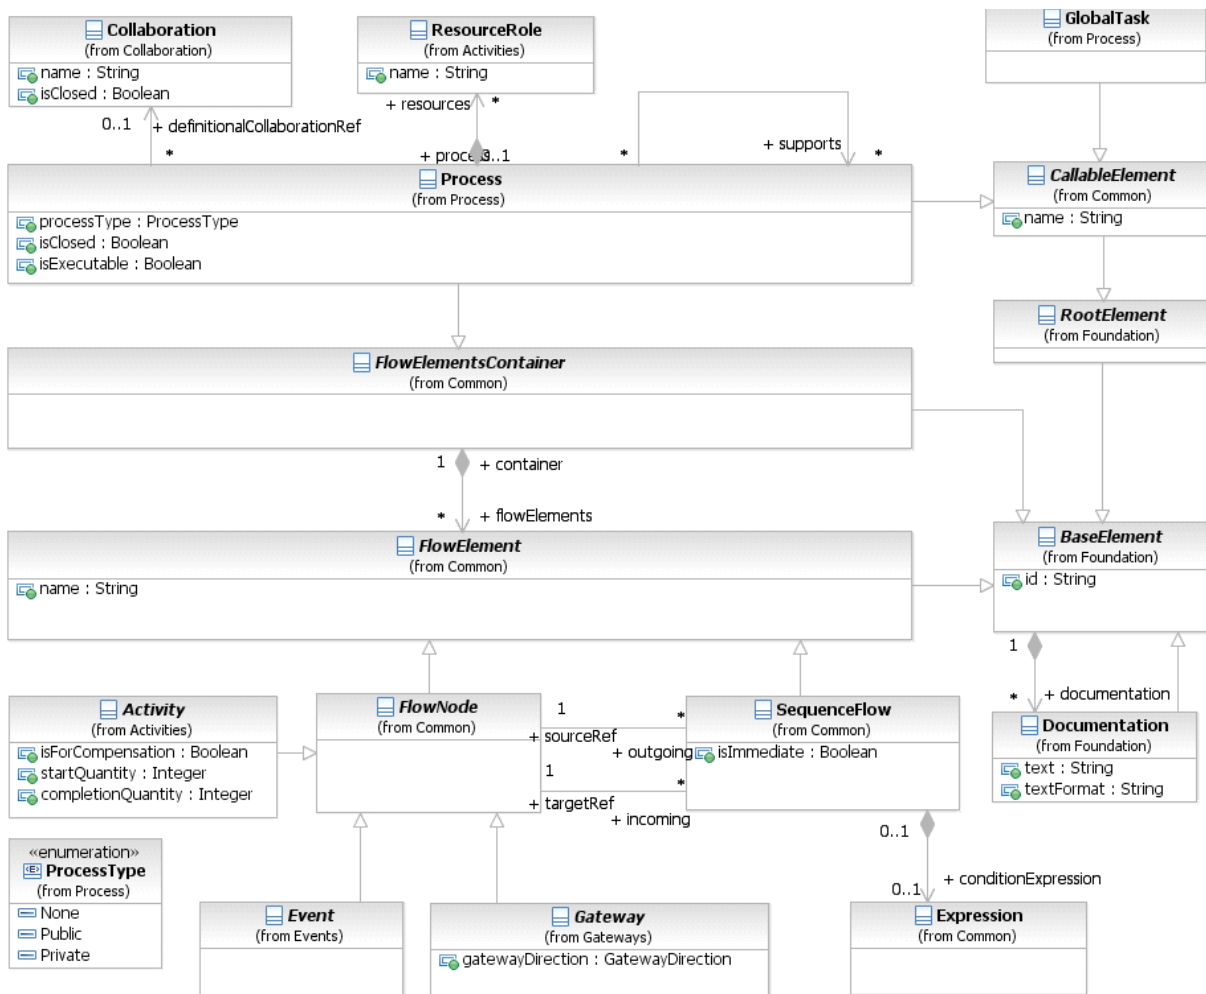 Collaboration
(from Collaboration)
name : String
isClosed : Boolean
ResourceRole
(from Activities)
name : String
GlobalTask
(from Process)
+ resources
*
0..1
+ definitionalCollaborationRef
*
+ process
0..1
*
+ supports
*
Process
(from Process)
processType : ProcessType
isClosed : Boolean
isExecutable : Boolean
CallableElement
(from Common)
name : String
RootElement
(from Foundation)
FlowElementsContainer
(from Common)
1
+ container
*
+ flowElements
FlowElement
(from Common)
name : String
BaseElement
(from Foundation)
id : String
1
*
+ documentation
Documentation
(from Foundation)
text : String
textFormat : String
Activity
(from Activities)
isForCompensation : Boolean
startQuantity : Integer
completionQuantity : Integer
FlowNode
(from Common)
1
*
+ sourceRef
+ outgoing
1
*
+ targetRef
+ incoming
SequenceFlow
(from Common)
isImmediate : Boolean
0..1
+ conditionExpression
0..1
«enumeration»
ProcessType
(from Process)
None
Public
Private
Event
(from Events)
Gateway
(from Gateways)
gatewayDirection : GatewayDirection
Expression
(from Common)